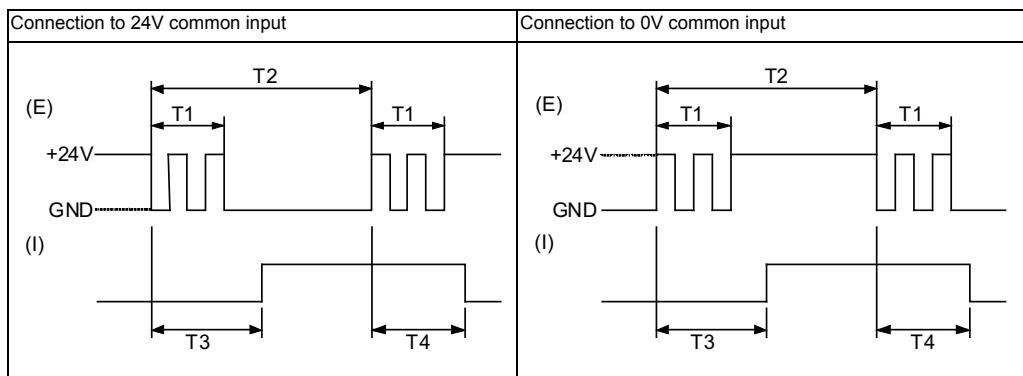 Connection to 24V common input
Connection to 0V common input
T2
(E)
T1
T1
+24V
GND
(I)
T3
T4
T2
(E)
T1
T1
+24V
GND
(I)
T3
T4